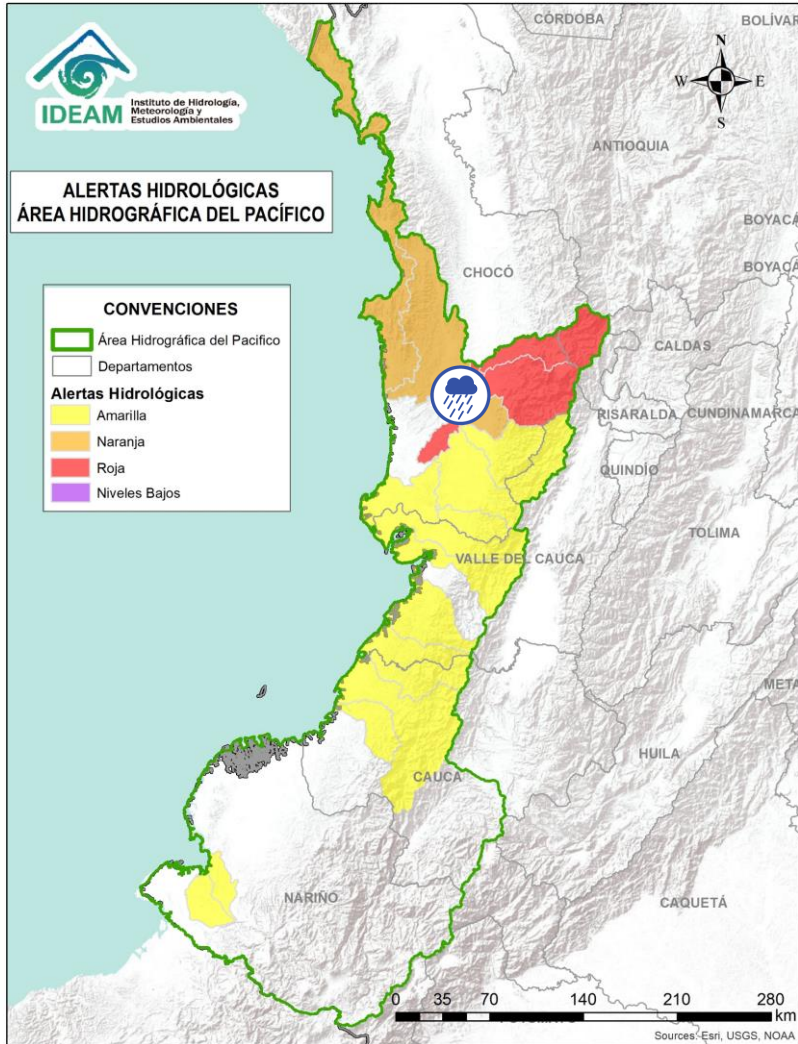 IDEAM
Instituto de Hidrología,
Meteorología y
Estudios Ambientales
ALERTAS HIDROLÓGICAS
ÁREA HIDROGRÁFICA DEL PACÍFICO
CONVENCIONES
Área Hidrográfica del Pacífico
Departamentos
Alertas Hidrológicas
Amarilla
Naranja
Roja
Niveles Bajos
N
W
E
S
CÓRDOBA
BOLÍVAR
ANTIOQUIA
BOYACÁ
BOYACÁ
CHOCÓ
CALDAS
RISARALDA
CUNDINAMARCA
QUINDÍO
TOLIMA
VALLE DEL CAUCA
META
HUILA
CAUCA
NARIÑO
CAQUETÁ
0 35 70 140 210 280
km
Sources: Esri, USGS, NOAA